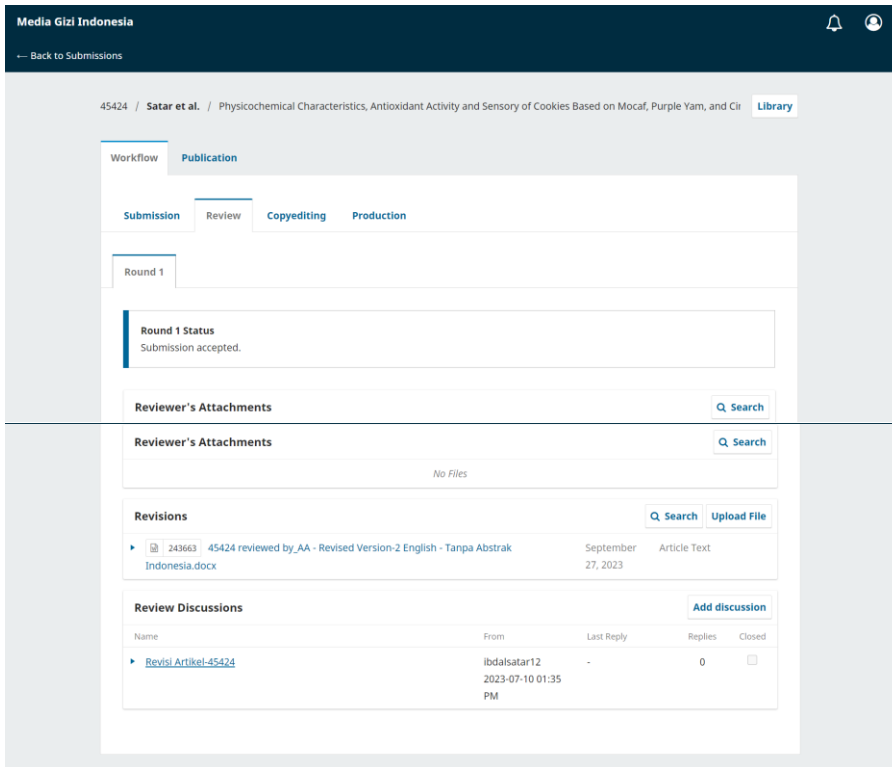 Media Gizi Indonesia
← Back to Submissions
45424 / Satar et al. / Physicochemical Characteristics, Antioxidant Activity and Sensory of Cookies Based on Mocaf, Purple Yam, and Cir
Library
Workflow Publication
Submission Review Copyediting Production
Round 1
Round 1 Status
Submission accepted.
Reviewer's Attachments Search
Reviewer's Attachments Search
No Files
Revisions Search Upload File
243663 45424 reviewed by_AA - Revised Version-2 English - Tanpa Abstrak September Article Text
Indonesia.docx 27, 2023
Review Discussions Add discussion
Name From Last Reply Replies Closed
Revisi Artikel-45424 ibdalsatar12 - 0
2023-07-10 01:35
PM